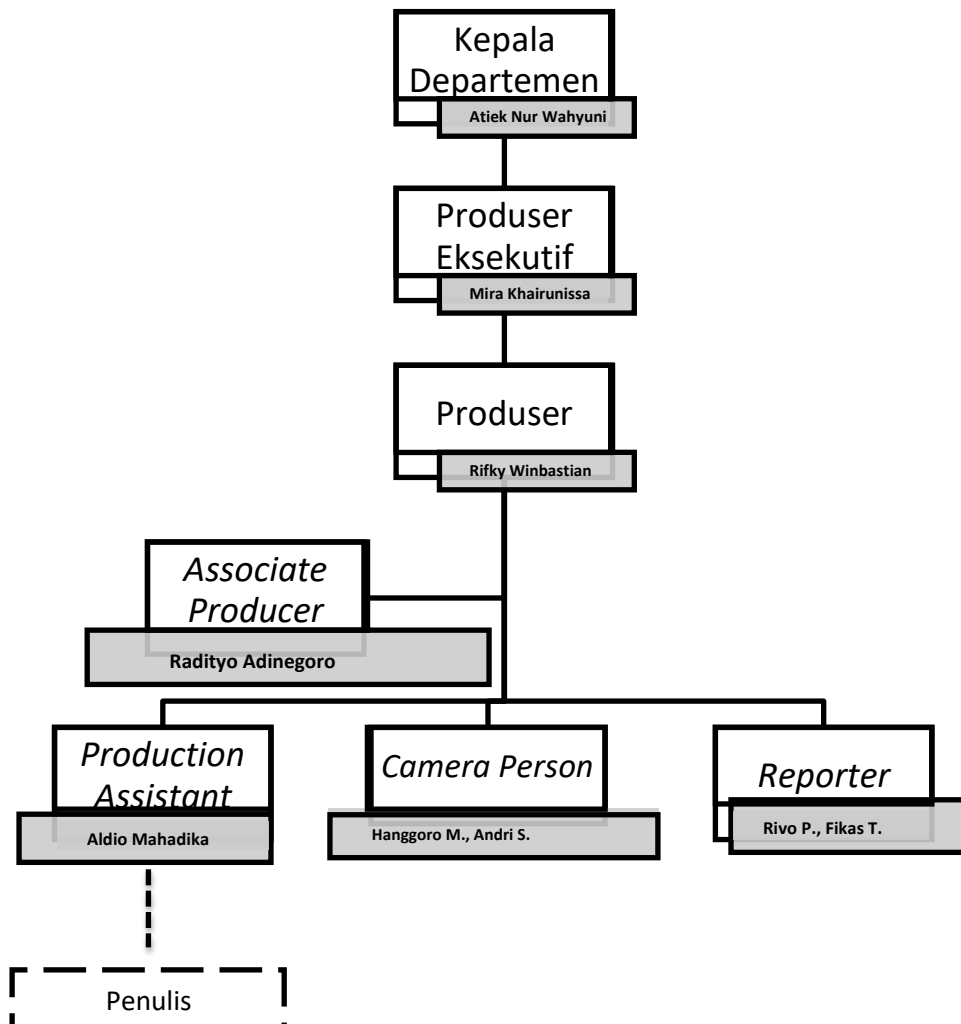 Kepala
Departemen
Atiek Nur Wahyuni
Produser
Eksekutif
Mira Khairunissa
Produser
Rifky Winbastian
Associate
Producer
Radityo Adinegoro
Production
Assistant
Aldio Mahadika
Camera Person
Hanggoro M., Andri S.
Reporter
Rivo P., Fikas T.
Penulis